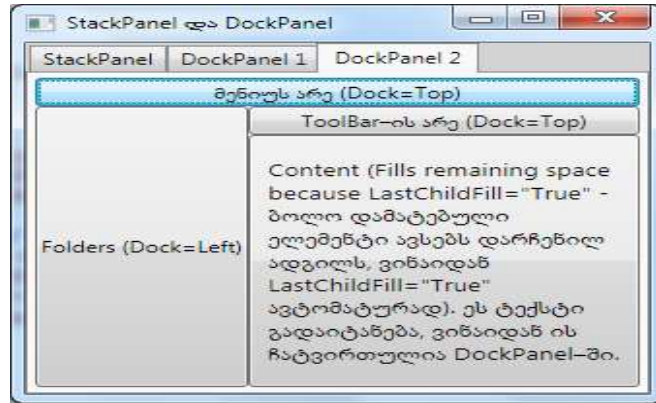 StackPanel და DockPanel
StackPanel DockPanel 1 DockPanel 2
მენიუს არე (Dock=Top)
ToolBar–ის არე (Dock=Top)
Folders (Dock=Left)
Content (Fills remaining space
because LastChildFill="True" -
ბოლო დამატებული
ელემენტი ავსებს დარჩენილ
ადგილს, ვინაიდან
LastChildFill="True"
ავტომატურად). ეს ტექსტი
გადაიტანება, ვინაიდან ის
ჩატვირთულია DockPanel–ში.